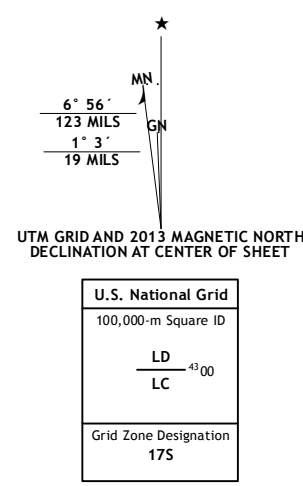 ★
MN
6° 56´
123 MILS
GN
1° 3´
19 MILS
UTM GRID AND 2013 MAGNETIC NORTH
DECLINATION AT CENTER OF SHEET
U.S. National Grid
100,000-m Square ID
LD
4300
LC
Grid Zone Designation
17S